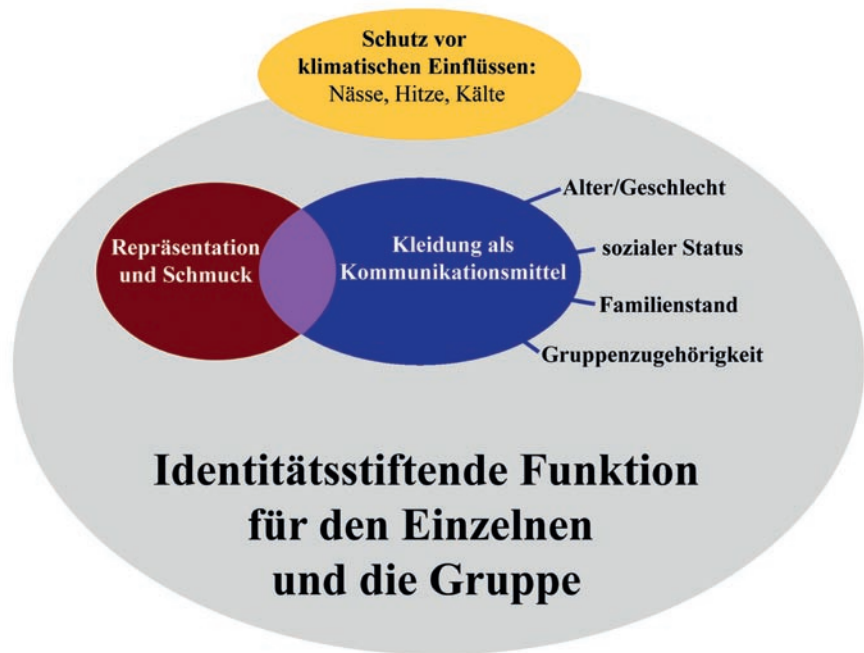 Schutz vor
klimatischen Einflüssen:
Nässe, Hitze, Kälte
Repräsentation
und Schmuck
Kleidung als
Kommunikationsmittel
Alter/Geschlecht
sozialer Status
Familienstand
Gruppenzugehörigkeit
Identitätsstiftende Funktion
für den Einzelnen
und die Gruppe